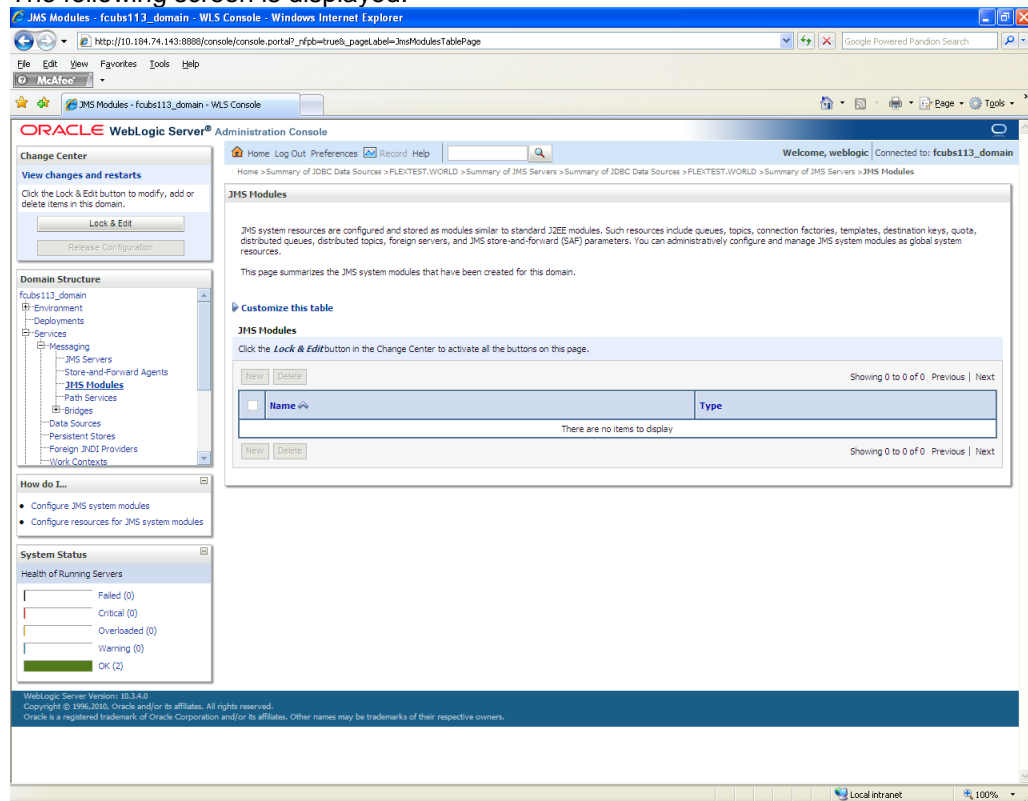 The following screen is displayed:
JMS Modules - fcubs113_domain - WLS Console - Windows Internet Explorer
http://10.184.74.143:8888/console/console.portal?_nfpb=true&_pageLabel=JmsModulesTablePage
Google Powered Pandion Search
File Edit View Favorites Tools Help
McAfee
JMS Modules - fcubs113_domain - WLS Console
Page Tools
ORACLE WebLogic Server® Administration Console
Change Center
View changes and restarts
Click the Lock & Edit button to modify, add or
delete items in this domain.
Lock & Edit
Release Configuration
Domain Structure
fcubs113_domain
Environment
Deployments
Services
Messaging
JMS Servers
Store-and-Forward Agents
JMS Modules
Path Services
Bridges
Data Sources
Persistent Stores
Foreign JNDI Providers
Work Contexts
How do I...
Configure JMS system modules
Configure resources for JMS system modules
System Status
Health of Running Servers
Failed (0)
Critical (0)
Overloaded (0)
Warning (0)
OK (2)
Home Log Out Preferences Record Help
Welcome, weblogic Connected to: fcubs113_domain
Home >Summary of JDBC Data Sources >FLEXTEST.WORLD >Summary of JMS Servers >Summary of JDBC Data Sources >FLEXTEST.WORLD >Summary of JMS Servers >JMS Modules
JMS Modules
JMS system resources are configured and stored as modules similar to standard J2EE modules. Such resources include queues, topics, connection factories, templates, destination keys, quota,
distributed queues, distributed topics, foreign servers, and JMS store-and-forward (SAF) parameters. You can administratively configure and manage JMS system modules as global system
resources.
This page summarizes the JMS system modules that have been created for this domain.
Customize this table
JMS Modules
Click the Lock & Edit button in the Change Center to activate all the buttons on this page.
New Delete Showing 0 to 0 of 0 Previous | Next
Name Type
There are no items to display
New Delete Showing 0 to 0 of 0 Previous | Next
WebLogic Server Version: 10.3.4.0
Copyright © 1996,2010, Oracle and/or its affiliates. All rights reserved.
Oracle is a registered trademark of Oracle Corporation and/or its affiliates. Other names may be trademarks of their respective owners.
Local intranet 100%